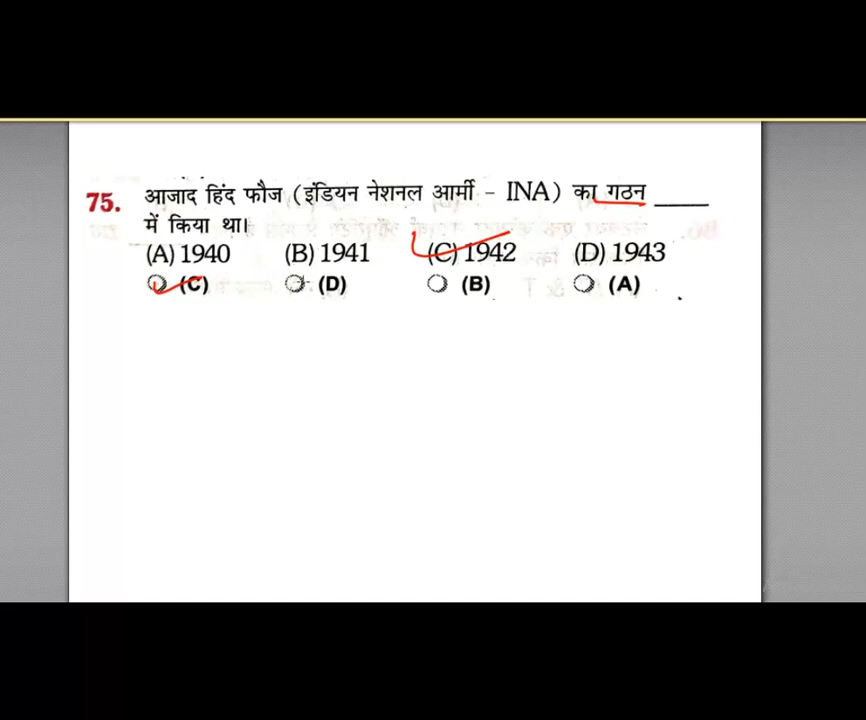 75. आजाद हिंद फौज (इंडियन नेशनल आर्मी – INA) का गठन ____
में किया था।
(A) 1940 (B) 1941 (C) 1942 (D) 1943
(C) (D) (B) (A)